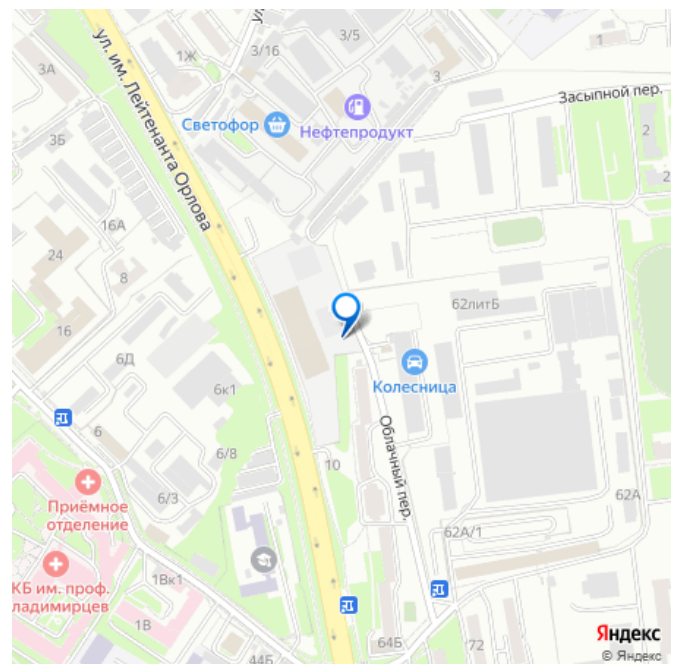 3/5
1
1Ж
3/16
ул. им. Лейтенанта Орлова
3А
3
Засыпной пер.
Светофор
Нефтепродукт
2
3Б
2
16А
24
8
62литБ
16
6Д
Колесница
6к1
Облачный пер.
6
6/8
10
Приёмное
отделение
6/3
62А
62А/1
КБ им. проф.
ладимирцев
1Вк1
1В
44Б
64Б
72
Яндекс
© Яндекс